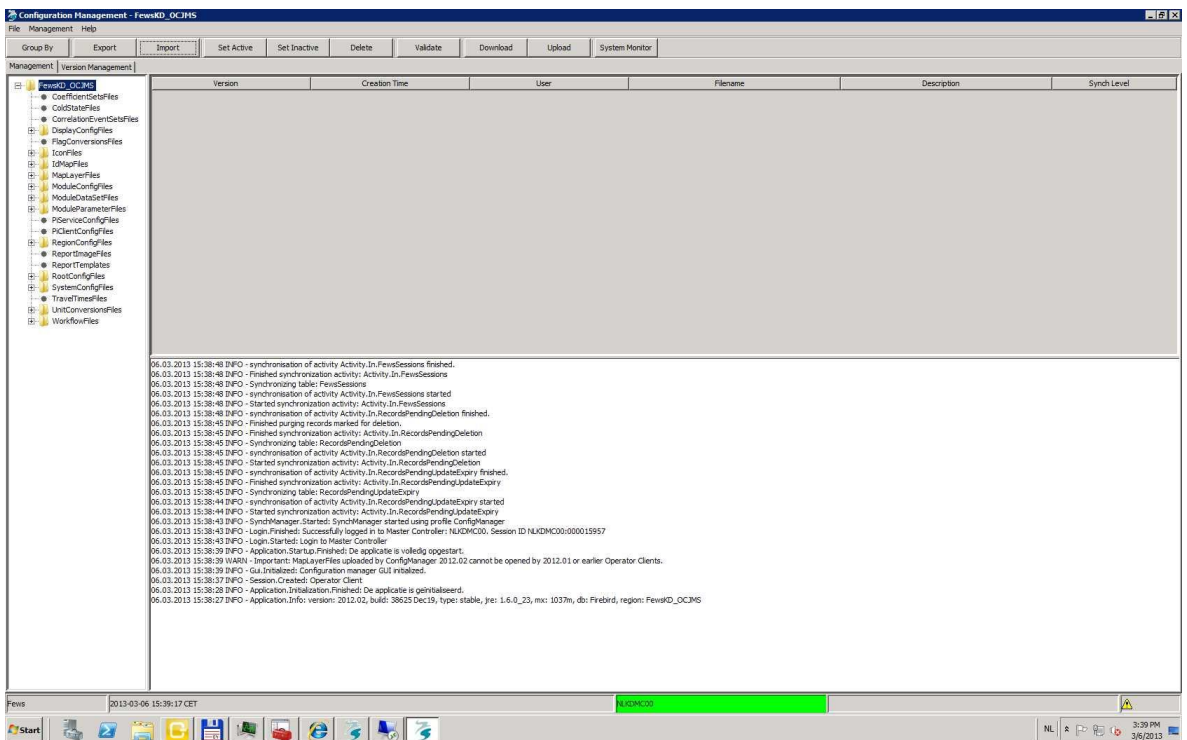 Configuration Management - FewsKD_OCJMS
File Management Help
Group By Export Import Set Active Set Inactive Delete Validate Download Upload System Monitor
Management Version Management
FewsKD_OCJMS
CoefficientSetsFiles
ColdStateFiles
CorrelationEventSetsFiles
DisplayConfigFiles
FlagConversionsFiles
IconFiles
IdMapFiles
MapLayerFiles
ModuleConfigFiles
ModuleDataSetFiles
ModuleParameterFiles
PiServiceConfigFiles
PiClientConfigFiles
RegionConfigFiles
ReportImageFiles
ReportTemplates
RootConfigFiles
SystemConfigFiles
TravelTimesFiles
UnitConversionsFiles
WorkflowFiles
Version Creation Time User Filename Description Synch Level
06.03.2013 15:38:48 INFO - synchronisation of activity Activity.In.FewsSessions finished.
06.03.2013 15:38:48 INFO - Finished synchronization activity: Activity.In.FewsSessions
06.03.2013 15:38:48 INFO - Synchronizing table: FewsSessions
06.03.2013 15:38:48 INFO - synchronisation of activity Activity.In.FewsSessions started
06.03.2013 15:38:48 INFO - Started synchronization activity: Activity.In.FewsSessions
06.03.2013 15:38:48 INFO - synchronisation of activity Activity.In.RecordsPendingDeletion finished.
06.03.2013 15:38:45 INFO - Finished purging records marked for deletion.
06.03.2013 15:38:45 INFO - Finished synchronization activity: Activity.In.RecordsPendingDeletion
06.03.2013 15:38:45 INFO - Synchronizing table: RecordsPendingDeletion
06.03.2013 15:38:45 INFO - synchronisation of activity Activity.In.RecordsPendingDeletion started
06.03.2013 15:38:45 INFO - Started synchronization activity: Activity.In.RecordsPendingDeletion
06.03.2013 15:38:45 INFO - synchronisation of activity Activity.In.RecordsPendingUpdateExpiry finished.
06.03.2013 15:38:45 INFO - Finished synchronization activity: Activity.In.RecordsPendingUpdateExpiry
06.03.2013 15:38:45 INFO - Synchronizing table: RecordsPendingUpdateExpiry
06.03.2013 15:38:44 INFO - synchronisation of activity Activity.In.RecordsPendingUpdateExpiry started
06.03.2013 15:38:44 INFO - Started synchronization activity: Activity.In.RecordsPendingUpdateExpiry
06.03.2013 15:38:43 INFO - SynchManager.Started: SynchManager started using profile ConfigManager
06.03.2013 15:38:43 INFO - Login.Finished: Successfully logged in to Master Controller: NLKDMC00. Session ID NLKDMC00:000015957
06.03.2013 15:38:43 INFO - Login.Started: Login to Master Controller
06.03.2013 15:38:39 INFO - Application.Startup.Finished: De applicatie is volledig opgestart.
06.03.2013 15:38:39 WARN - Important: MapLayerFiles uploaded by ConfigManager 2012.02 cannot be opened by 2012.01 or earlier Operator Clients.
06.03.2013 15:38:39 INFO - Gui.Initialized: Configuration manager GUI initialized.
06.03.2013 15:38:37 INFO - Session.Created: Operator Client
06.03.2013 15:38:28 INFO - Application.Initialization.Finished: De applicatie is geinitialiseerd.
06.03.2013 15:38:27 INFO - Application.Info: version: 2012.02, build: 38625 Dec19, type: stable, jre: 1.6.0_23, mx: 1037m, db: Firebird, region: FewsKD_OCJMS
Fews 2013-03-06 15:39:17 CET NLKDMC00
Start NL 3:39 PM
3/6/2013